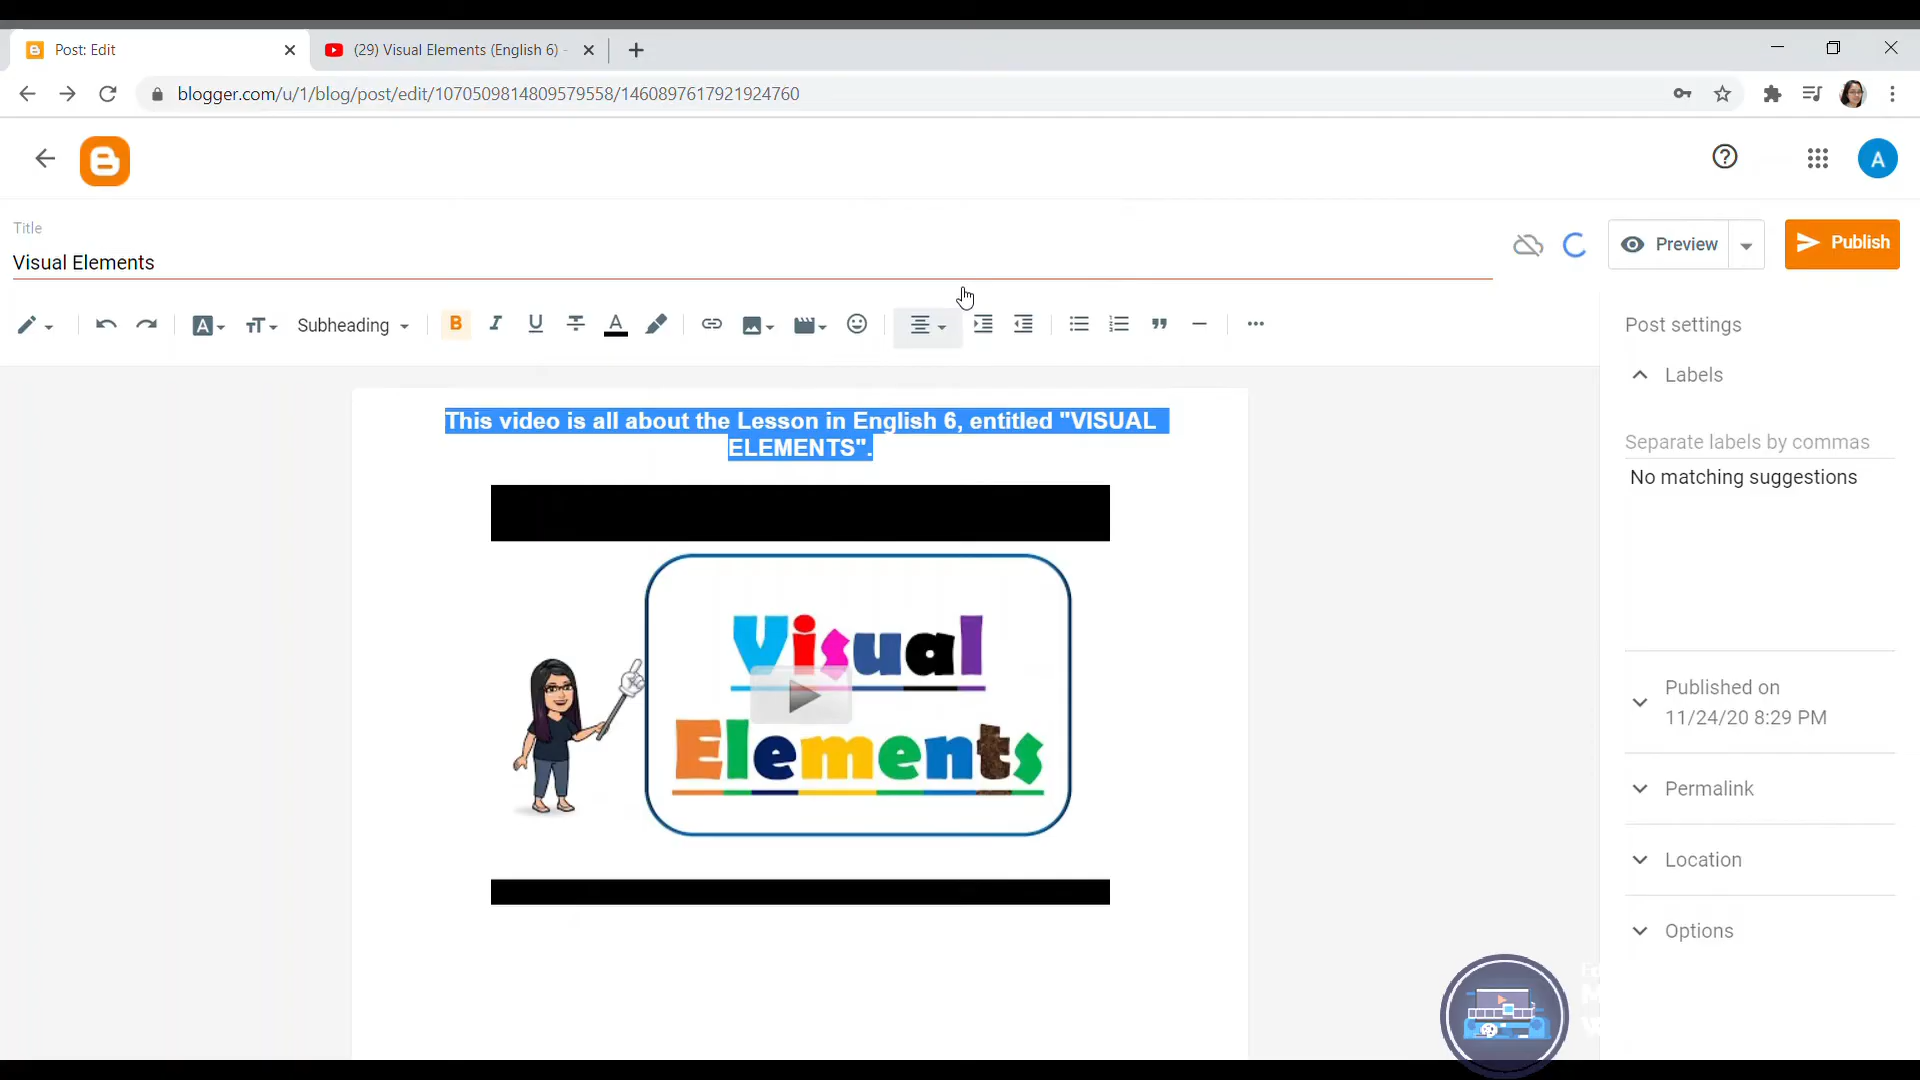 Post: Edit
(29) Visual Elements (English 6) -
blogger.com/u/1/blog/post/edit/1070509814809579558/1460897617921924760
A
Title
Visual Elements
Preview
Publish
Subheading
B
Post settings
Labels
Separate labels by commas
No matching suggestions
This video is all about the Lesson in English 6, entitled "VISUAL
ELEMENTS".
Visual
Elements
Published on
11/24/20 8:29 PM
Permalink
Location
Options